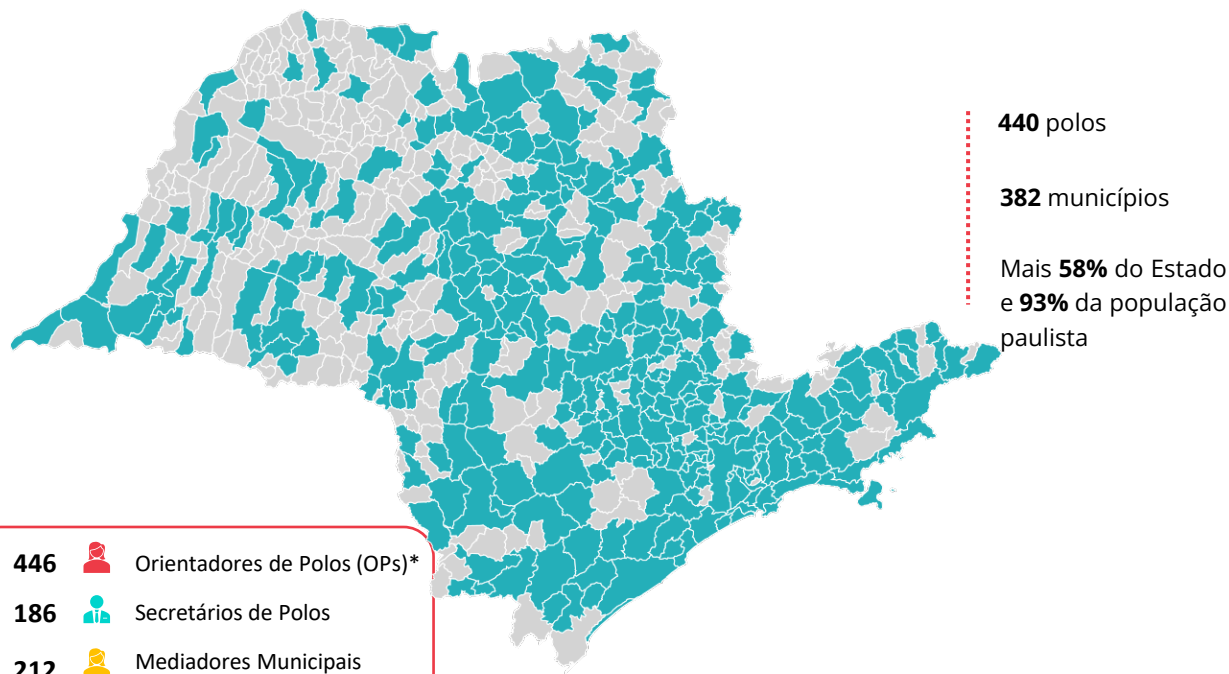 440 polos
382 municípios
Mais 58% do Estado
e 93% da população
paulista
446 Orientadores de Polos (OPs)*
186 Secretários de Polos
212 Mediadores Municipais